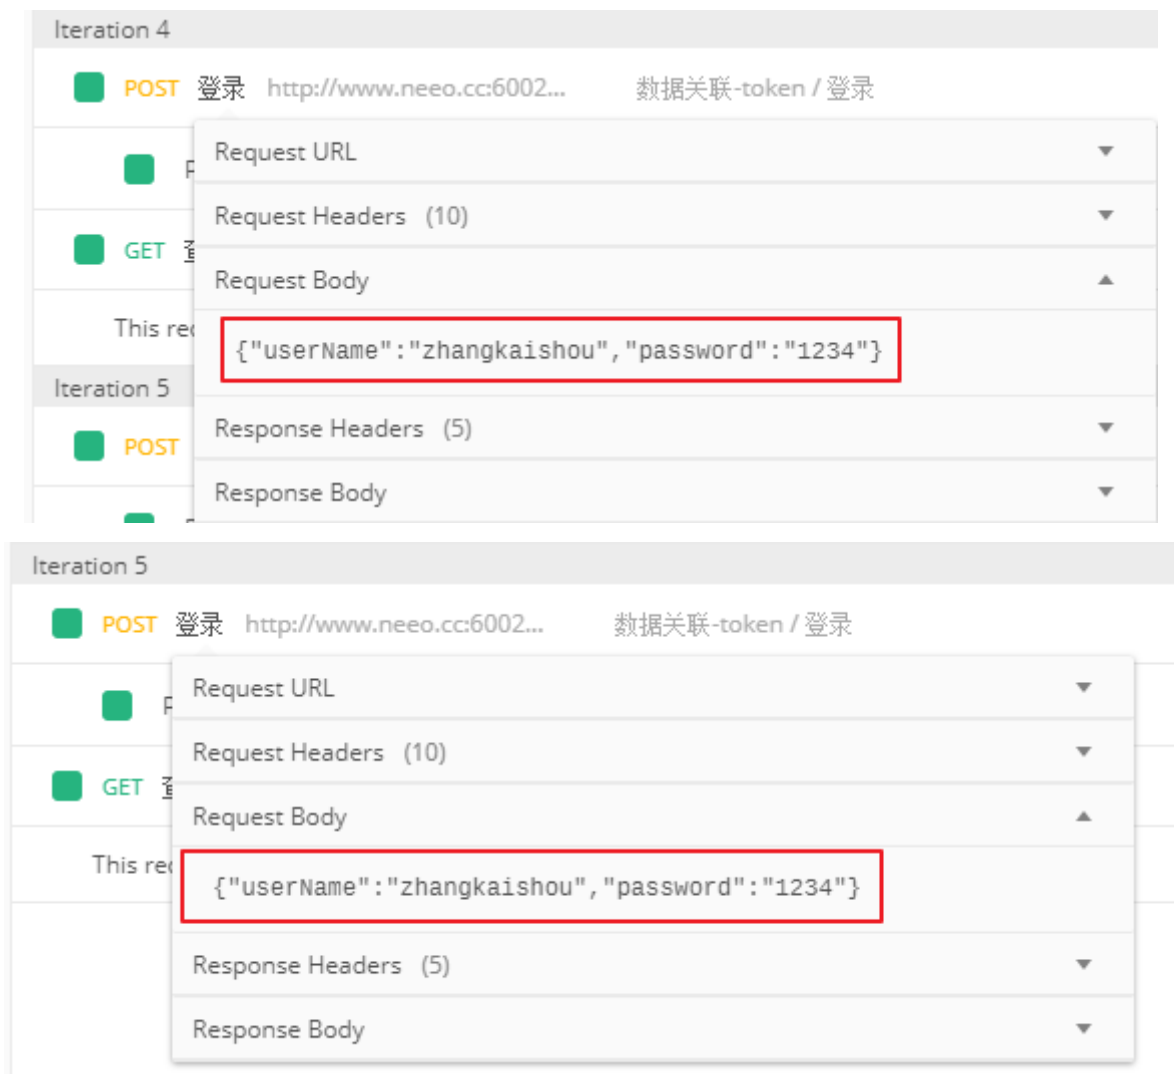 Iteration 4
POST 登录 http://www.neeo.cc:6002... 数据关联-token / 登录
Request URL
Request Headers (10)
GET
Request Body
This rec
{"userName":"zhangkaishou","password":"1234"}
Iteration 5
Response Headers (5)
POST
Response Body
Iteration 5
POST 登录 http://www.neeo.cc:6002... 数据关联-token / 登录
Request URL
Request Headers (10)
GET
Request Body
This rec
{"userName":"zhangkaishou","password":"1234"}
Response Headers (5)
Response Body